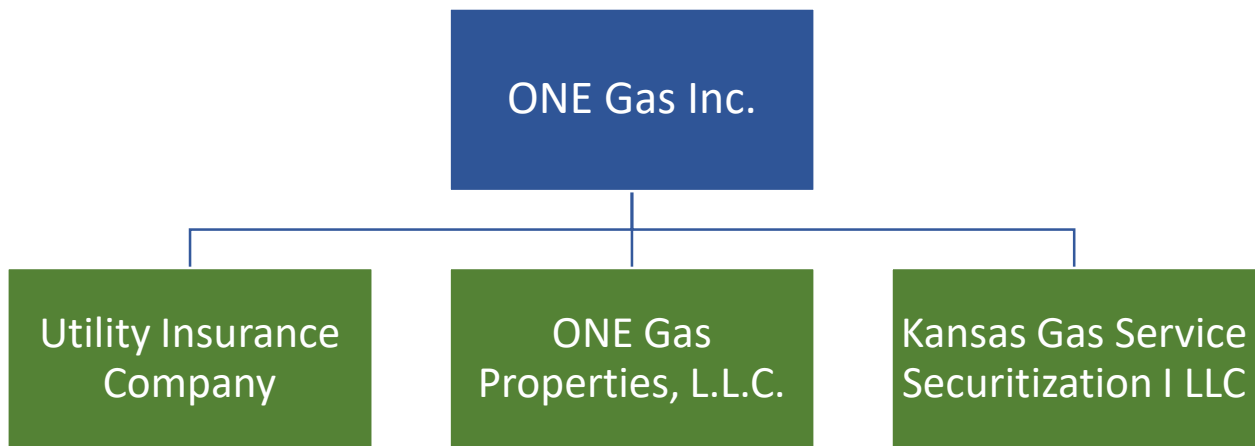 ONE Gas Inc.
Utility Insurance
Company
ONE Gas
Properties, L.L.C.
Kansas Gas Service
Securitization I LLC